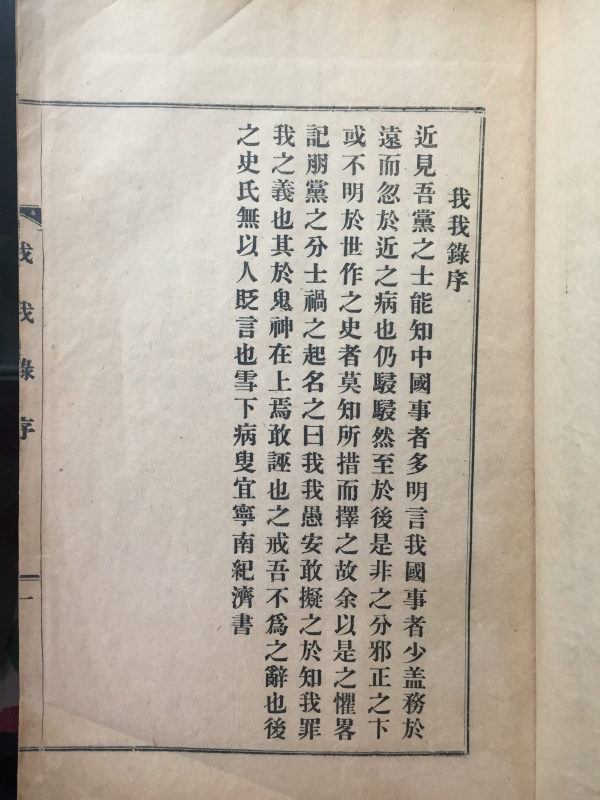 我我錄序
近見吾黨之士能知中國事者多明言我國事者少盖務於
遠而忽於近之病也仍駸駸然至於後是非之分邪正之卞
或不明於世作之史者莫知所措而擇之故余以是之懼畧
記朋黨之分士禍之起名之曰我我愚安敢擬之於知我罪
我之義也其於鬼神在上焉敢誣也之戒吾不爲之辭也後
之史氏無以人貶言也雪下病叟宜寧南紀濟書
我我錄序
一